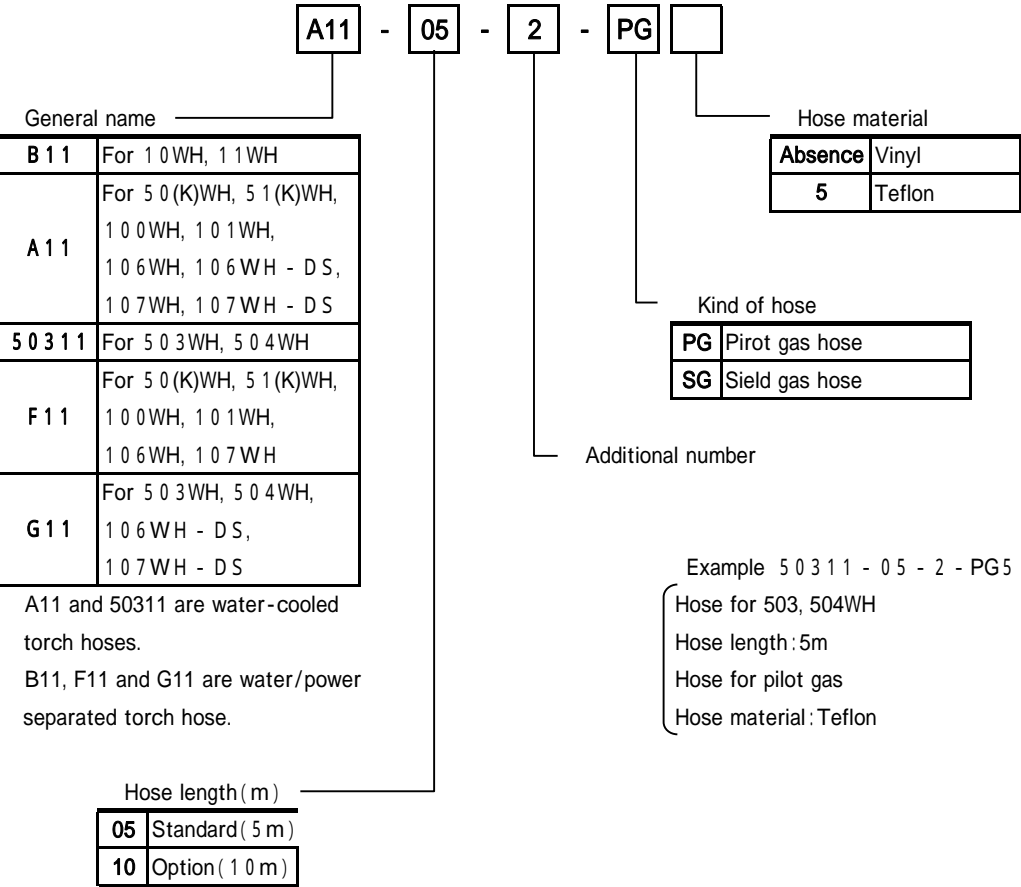 A11 - 05 - 2 - PG
General name
B11 For 10WH, 11WH
A11 For 50(K)WH, 51(K)WH,
100WH, 101WH,
106WH, 106WH - DS,
107WH, 107WH - DS
50311 For 503WH, 504WH
F11 For 50(K)WH, 51(K)WH,
100WH, 101WH,
106WH, 107WH
G11 For 503WH, 504WH,
106WH - DS,
107WH - DS
A11 and 50311 are water-cooled
torch hoses.
B11, F11 and G11 are water/power
separated torch hose.
Hose length(m)
05 Standard(5m)
10 Option(10m)
Hose material
Absence Vinyl
5 Teflon
Kind of hose
PG Pirot gas hose
SG Sield gas hose
Additional number
Example 50311 - 05 - 2 - PG5
Hose for 503, 504WH
Hose length:5m
Hose for pilot gas
Hose material:Teflon